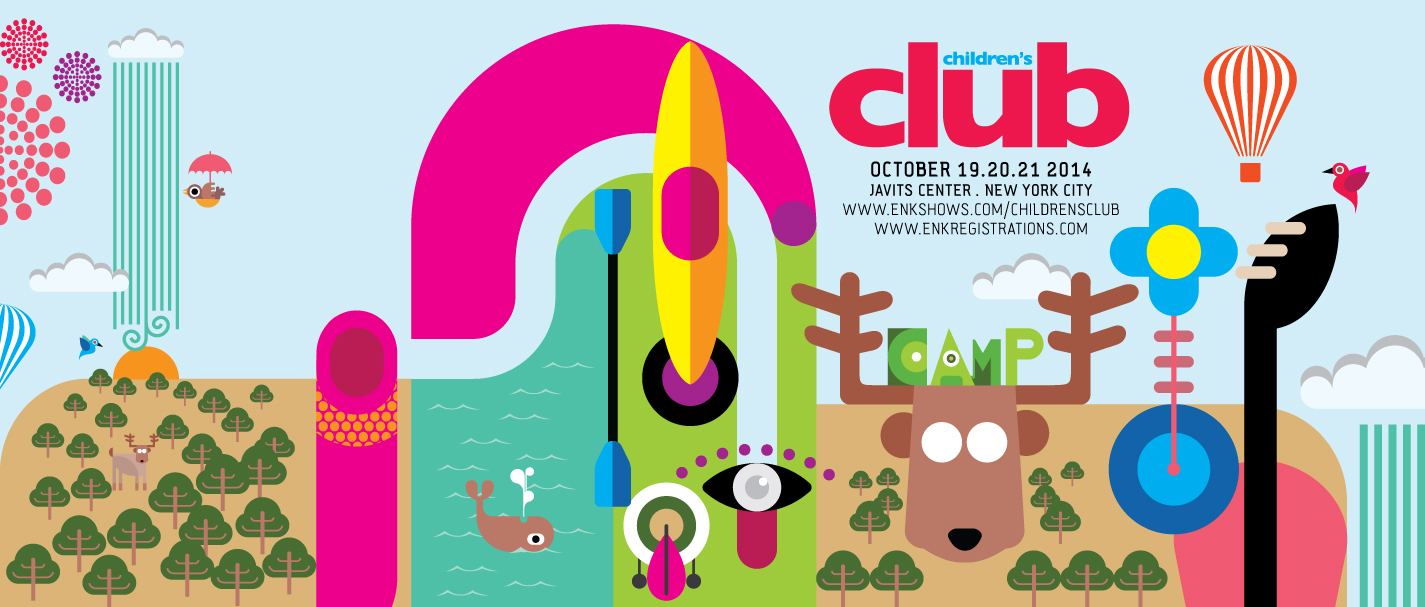 children's
club
OCTOBER 19.20.21 2014
JAVITS CENTER . NEW YORK CITY
WWW.ENKSHOWS.COM/CHILDRENSCLUB
WWW.ENKREGISTRATIONS.COM
CAMP